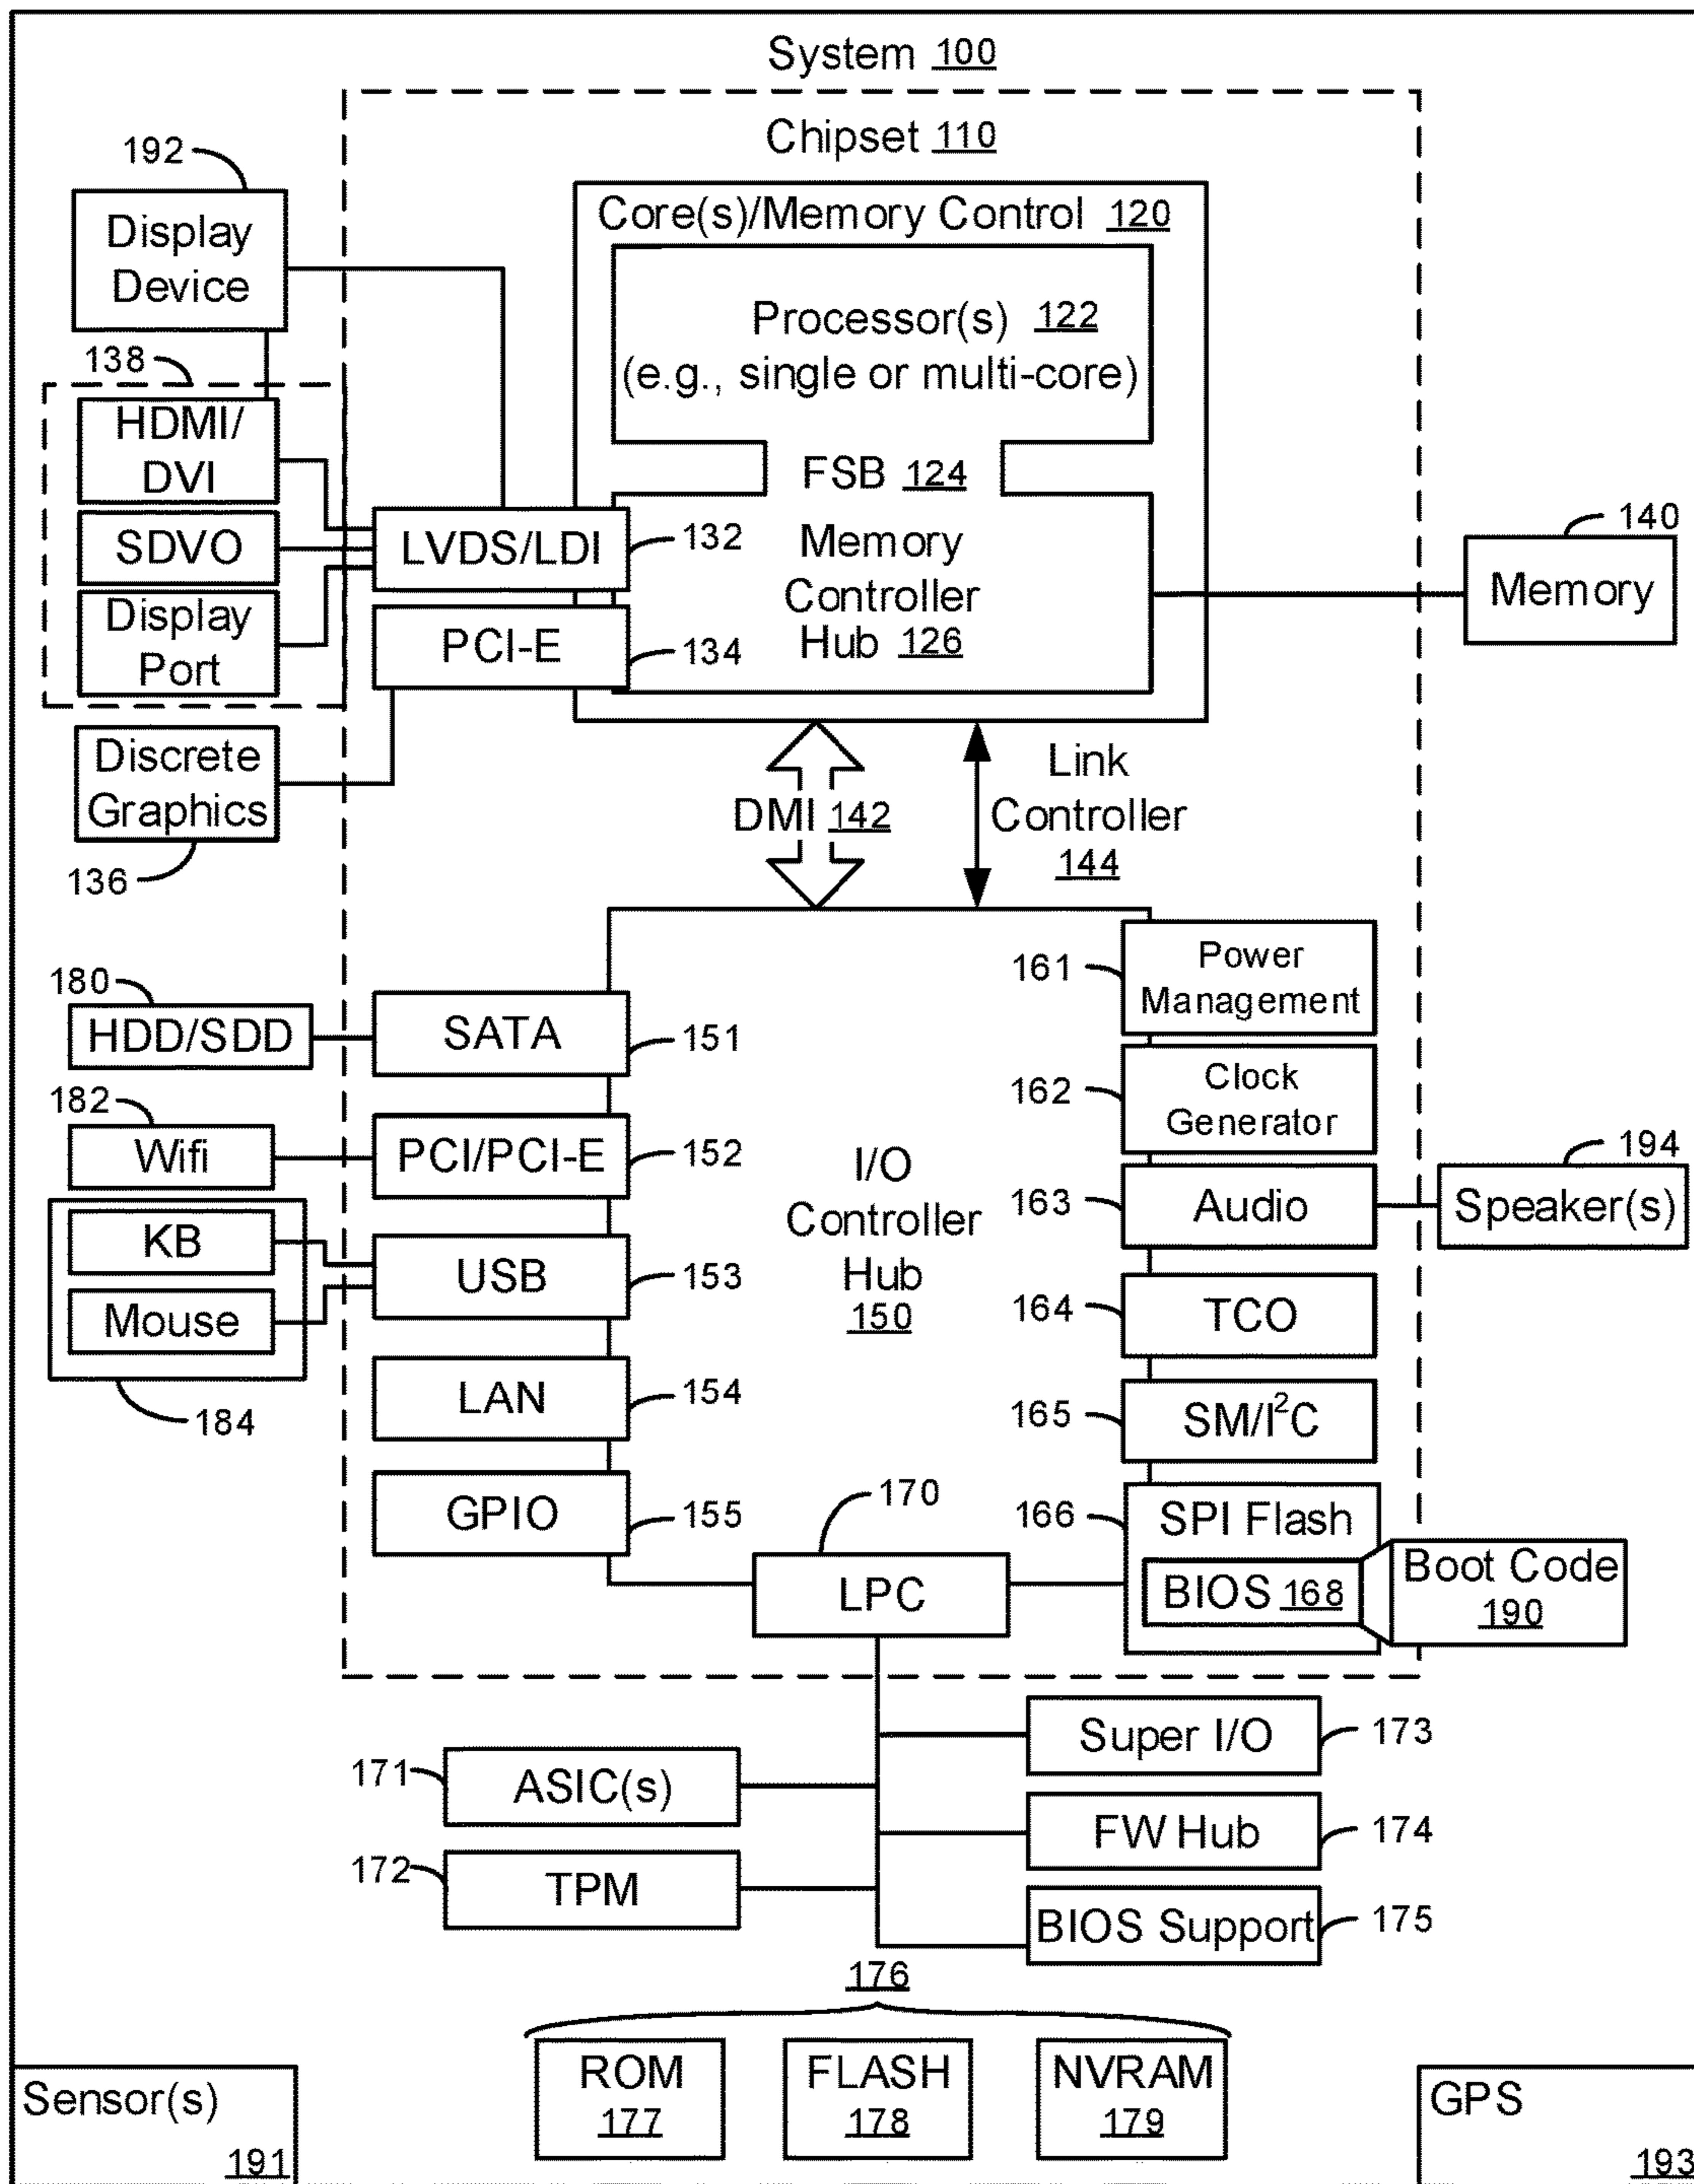 System 100
Chipset 110
192
Display
Device
Core(s)/Memory Control 120
Processor(s) 122
(e.g., single or multi-core)
138
HDMI/
DVI
SDVO
Display
Port
FSB 124
LVDS/LDI
132
Memory
Controller
Hub 126
PCI-E
134
140
Memory
Discrete
Graphics
136
DMI 142
Link
Controller
144
180
HDD/SDD
SATA
151
182
Wifi
PCI/PCI-E
152
KB
Mouse
184
USB
153
LAN
154
GPIO
155
I/O
Controller
Hub
150
161
Power
Management
162
Clock
Generator
163
Audio
194
Speaker(s)
164
TCO
165
SM/I²C
166
SPI Flash
BIOS 168
Boot Code
190
170
LPC
171
ASIC(s)
172
TPM
Super I/O
173
FW Hub
174
BIOS Support
175
176
ROM
177
FLASH
178
NVRAM
179
Sensor(s)
191
GPS
193